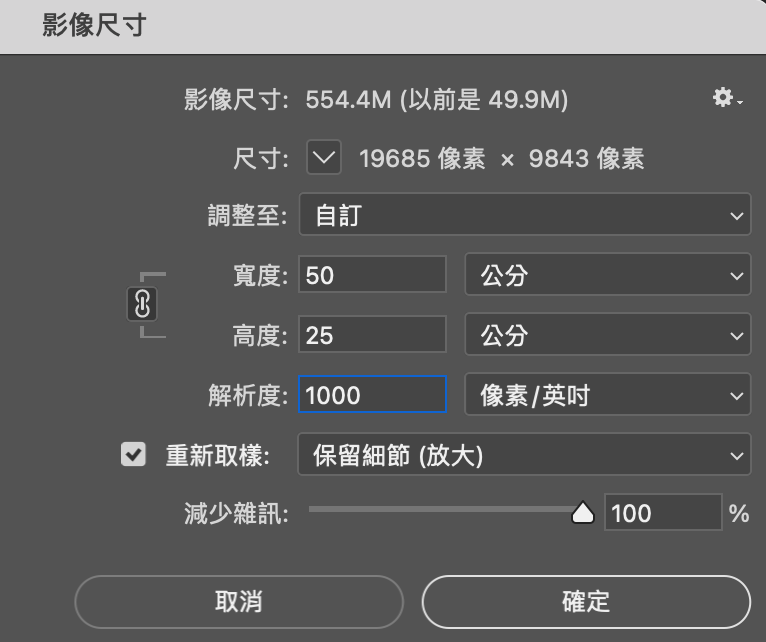 影像尺寸
影像尺寸: 554.4M (以前是 49.9M)
尺寸: 19685 像素 × 9843 像素
調整至: 自訂
寬度: 50 公分
高度: 25 公分
解析度: 1000 像素/英吋
重新取樣: 保留細節 (放大)
減少雜訊: 100 %
取消 確定